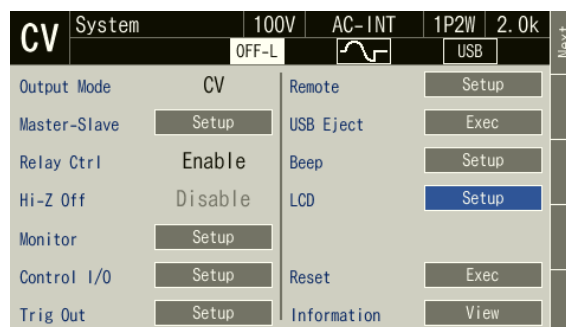 CV System 100V AC-INT 1P2W 2.0k
OFF-L USB
Next
Output Mode CV
Master-Slave Setup
Relay Ctrl Enable
Hi-Z Off Disable
Monitor Setup
Control I/O Setup
Trig Out Setup
Remote Setup
USB Eject Exec
Beep Setup
LCD Setup
Reset Exec
Information View